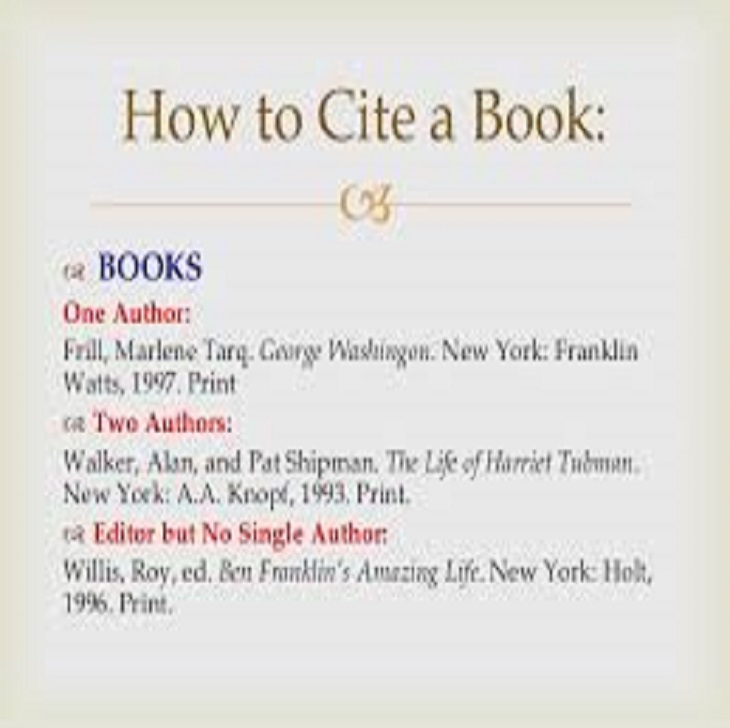 How to Cite a Book:
BOOKS
One Author:
Frill, Marlene Tarq. George Washingon. New York: Franklin
Watts, 1997. Print
Two Authors:
Walker, Alan, and Pat Shipman. The Life of Harriet Tubman.
New York: A.A. Knopf, 1993. Print.
Editor but No Single Author:
Willis, Roy, ed. Ben Franklin's Amazing Life. New York: Holt,
1996. Print.